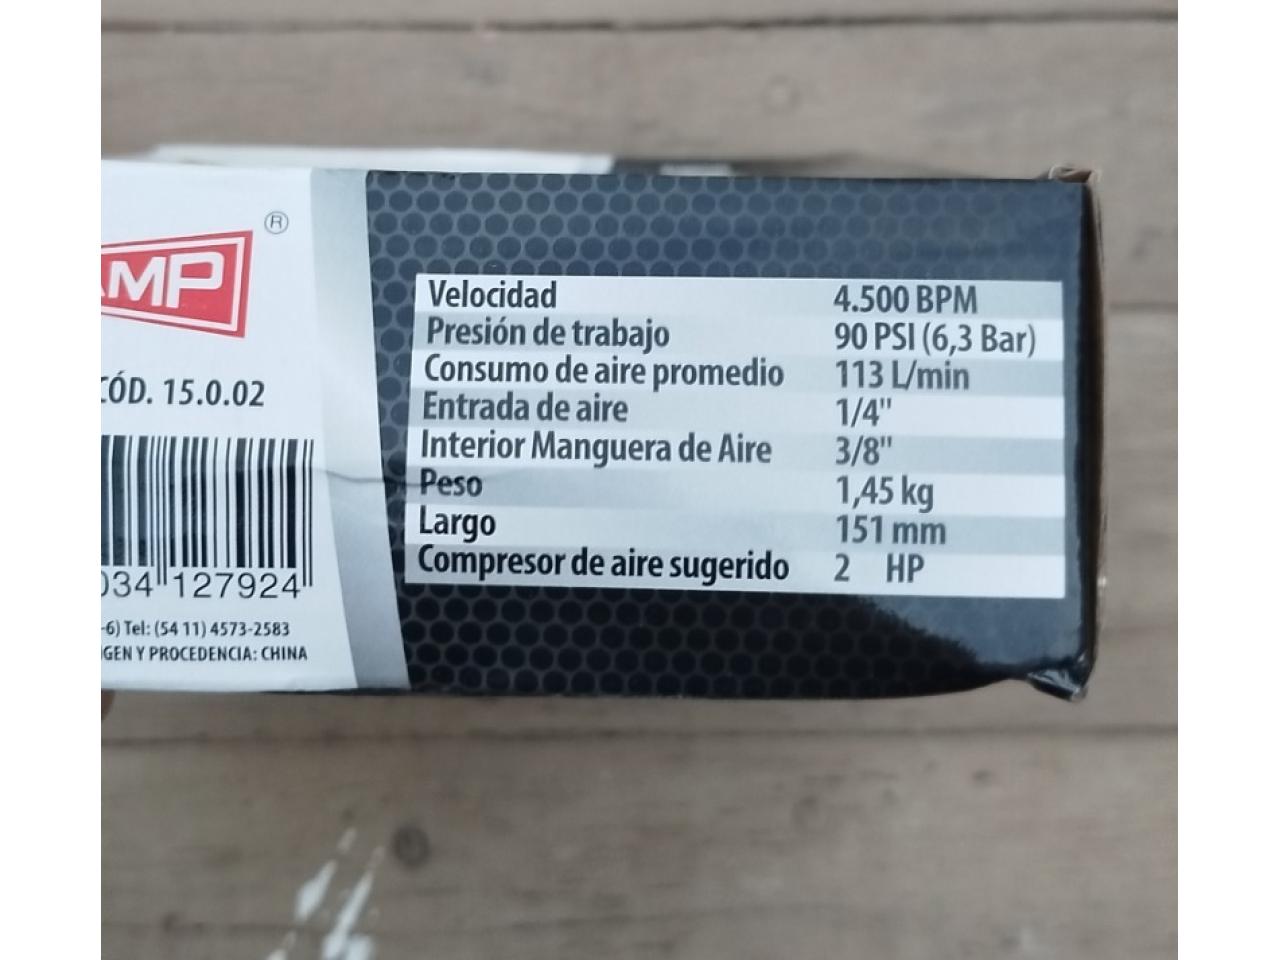 ®
AMP
CÓD. 15.0.02
034 127924
-6) Tel: (54 11) 4573-2583
GEN Y PROCEDENCIA: CHINA
Velocidad 4.500 BPM
Presión de trabajo 90 PSI (6,3 Bar)
Consumo de aire promedio 113 L/min
Entrada de aire 1/4"
Interior Manguera de Aire 3/8"
Peso 1,45 kg
Largo 151 mm
Compresor de aire sugerido 2 HP